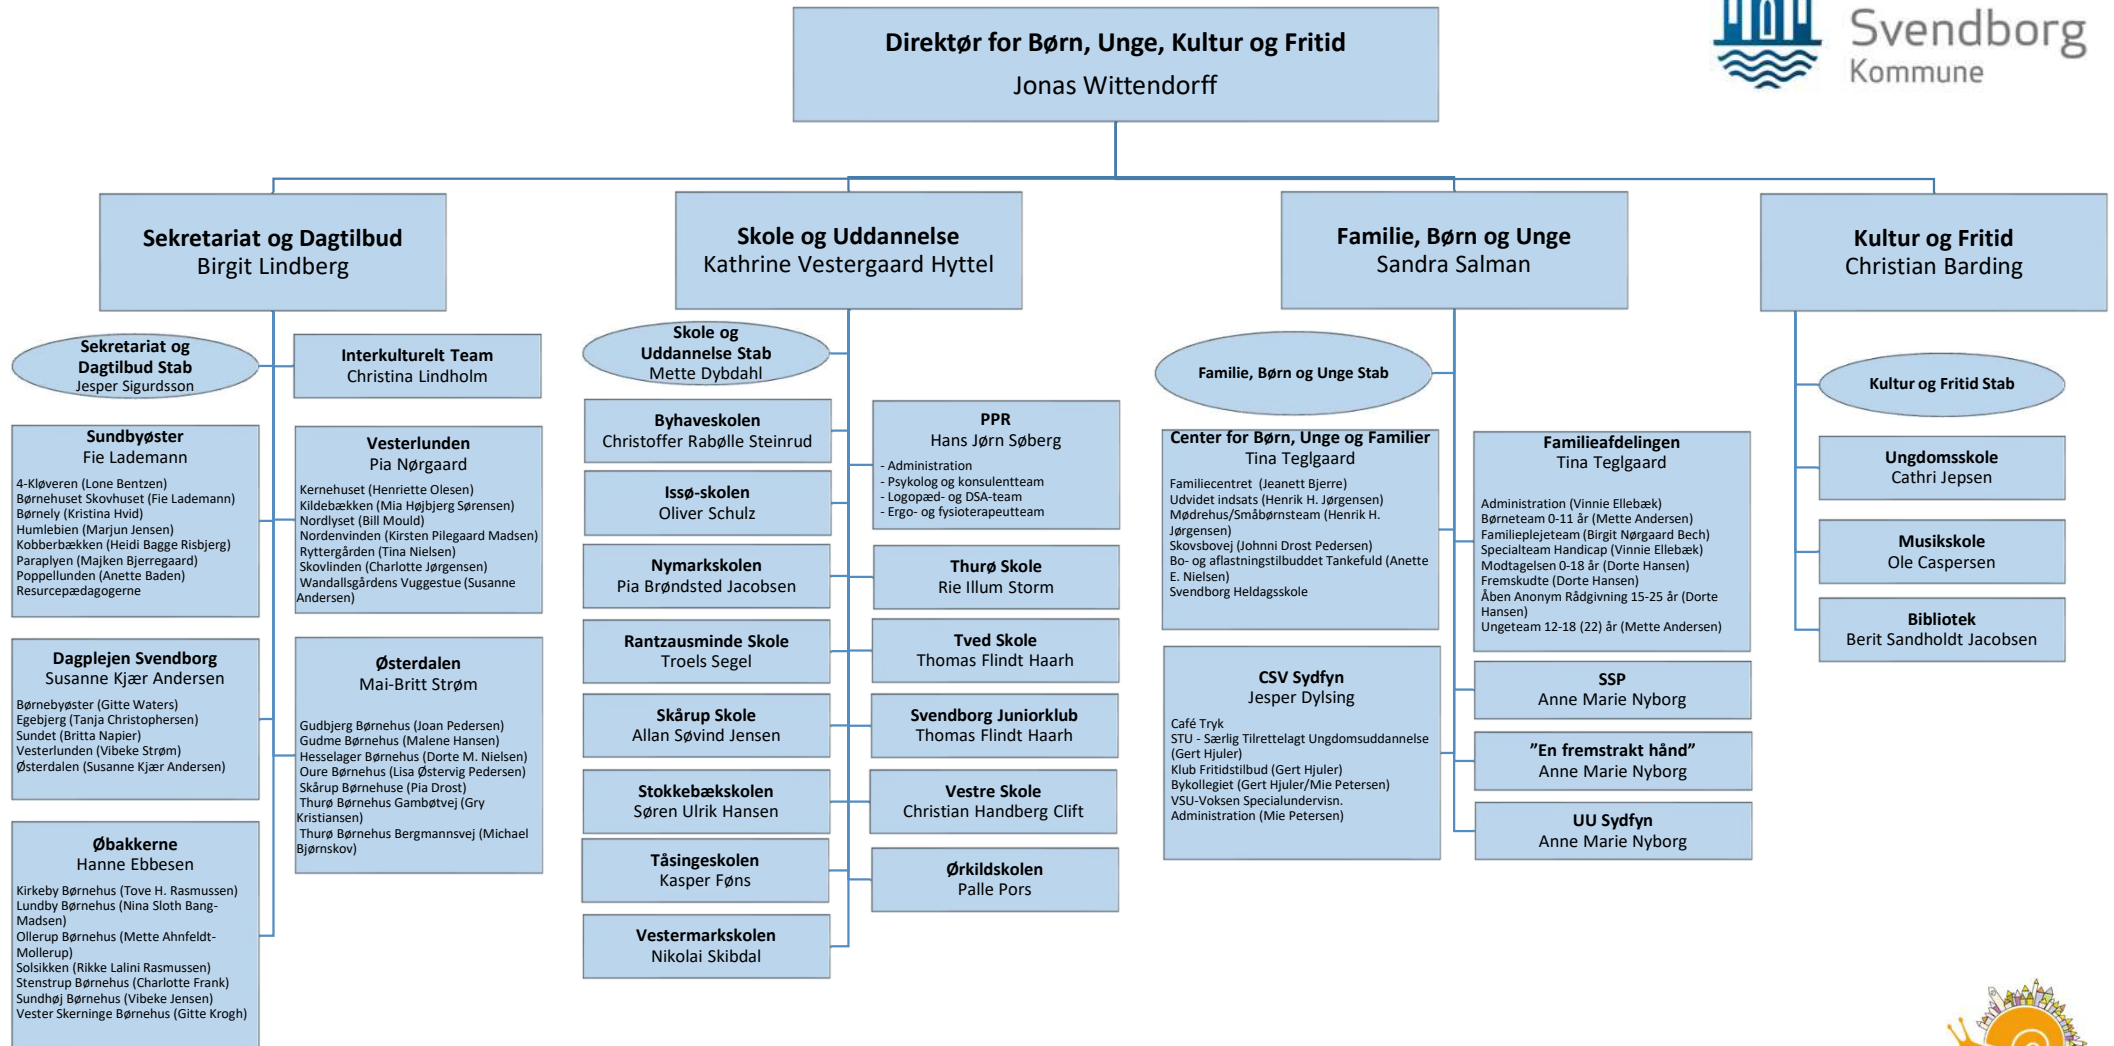 Direktør for Børn, Unge, Kultur og Fritid
Jonas Wittendorff
Svendborg
Kommune
Sekretariat og Dagtilbud
Birgit Lindberg
Sekretariat og
Dagtilbud Stab
Jesper Sigurdsson
Interkulturelt Team
Christina Lindholm
Sundbyøster
Fie Lademann
4-Kløveren (Lone Bentzen)
Børnehuset Skovhuset (Fie Lademann)
Børnely (Kristina Hvid)
Humlebien (Marjun Jensen)
Kobberbækken (Heidi Bagge Risbjerg)
Paraplyen (Majken Bjerregaard)
Poppellunden (Anette Baden)
Resurcepædagogerne
Vesterlunden
Pia Nørgaard
Kernehuset (Henriette Olesen)
Kildebækken (Mia Højbjerg Sørensen)
Nordlyset (Bill Mould)
Nordenvinden (Kirsten Pilegaard Madsen)
Ryttergården (Tina Nielsen)
Skovlinden (Charlotte Jørgensen)
Wandallsgårdens Vuggestue (Susanne
Andersen)
Dagplejen Svendborg
Susanne Kjær Andersen
Børnebyøster (Gitte Waters)
Egebjerg (Tanja Christophersen)
Sundet (Britta Napier)
Vesterlunden (Vibeke Strøm)
Østerdalen (Susanne Kjær Andersen)
Østerdalen
Mai-Britt Strøm
Gudbjerg Børnehus (Joan Pedersen)
Gudme Børnehus (Malene Hansen)
Hesselager Børnehus (Dorte M. Nielsen)
Oure Børnehus (Lisa Østervig Pedersen)
Skårup Børnehuse (Pia Drost)
Thurø Børnehus Gambøtvej (Gry
Kristiansen)
Thurø Børnehus Bergmannsvej (Michael
Bjørnskov)
Øbakkerne
Hanne Ebbesen
Kirkeby Børnehus (Tove H. Rasmussen)
Lundby Børnehus (Nina Sloth Bang-
Madsen)
Ollerup Børnehus (Mette Ahnfeldt-
Mollerup)
Solsikken (Rikke Lalini Rasmussen)
Stenstrup Børnehus (Charlotte Frank)
Sundhøj Børnehus (Vibeke Jensen)
Vester Skerninge Børnehus (Gitte Krogh)
Skole og Uddannelse
Kathrine Vestergaard Hyttel
Skole og
Uddannelse Stab
Mette Dybdahl
Byhaveskolen
Christoffer Rabølle Steinrud
PPR
Hans Jørn Søberg
- Administration
- Psykolog og konsulentteam
- Logopæd- og DSA-team
- Ergo- og fysioterapeutteam
Issø-skolen
Oliver Schulz
Nymarkskolen
Pia Brøndsted Jacobsen
Thurø Skole
Rie Illum Storm
Rantzausminde Skole
Troels Segel
Tved Skole
Thomas Flindt Haarh
Skårup Skole
Allan Søvind Jensen
Svendborg Juniorklub
Thomas Flindt Haarh
Stokkebækskolen
Søren Ulrik Hansen
Vestre Skole
Christian Handberg Clift
Tåsingeskolen
Kasper Føns
Ørkildskolen
Palle Pors
Vestermarkskolen
Nikolai Skibdal
Familie, Børn og Unge
Sandra Salman
Familie, Børn og Unge Stab
Center for Børn, Unge og Familier
Tina Teglgaard
Familiecentret (Jeanett Bjerre)
Udvidet indsats (Henrik H. Jørgensen)
Mødrehus/Småbørnsteam (Henrik H.
Jørgensen)
Skovsbovej (Johnni Drost Pedersen)
Bo- og aflastningstilbuddet Tankefuld (Anette
E. Nielsen)
Svendborg Heldagsskole
Familieafdelingen
Tina Teglgaard
Administration (Vinnie Ellebæk)
Børneteam 0-11 år (Mette Andersen)
Familieplejeteam (Birgit Nørgaard Bech)
Specialteam Handicap (Vinnie Ellebæk)
Modtagelsen 0-18 år (Dorte Hansen)
Fremskudte (Dorte Hansen)
Åben Anonym Rådgivning 15-25 år (Dorte
Hansen)
Ungeteam 12-18 (22) år (Mette Andersen)
CSV Sydfyn
Jesper Dylsing
Café Tryk
STU - Særlig Tilrettelagt Ungdomsuddannelse
(Gert Hjuler)
Klub Fritidstilbud (Gert Hjuler)
Bykollegiet (Gert Hjuler/Mie Petersen)
VSU-Voksen Specialundervisn.
Administration (Mie Petersen)
SSP
Anne Marie Nyborg
”En fremstrakt hånd”
Anne Marie Nyborg
UU Sydfyn
Anne Marie Nyborg
Kultur og Fritid
Christian Barding
Kultur og Fritid Stab
Ungdomsskole
Cathri Jepsen
Musikskole
Ole Caspersen
Bibliotek
Berit Sandholdt Jacobsen